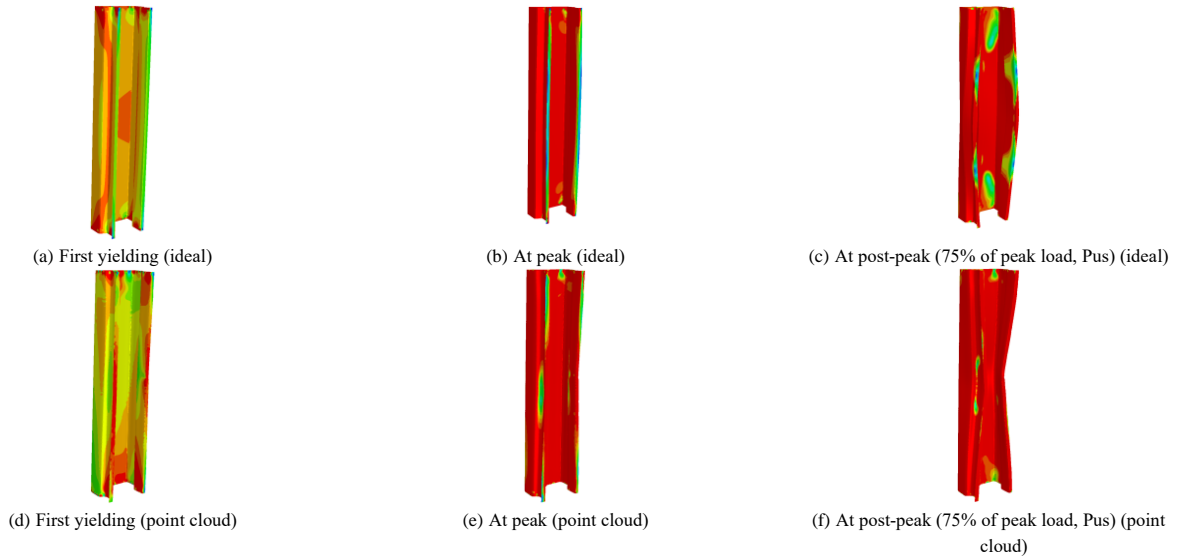 (a) First yielding (ideal)
(b) At peak (ideal)
(c) At post-peak (75% of peak load, Pus) (ideal)
(d) First yielding (point cloud)
(e) At peak (point cloud)
(f) At post-peak (75% of peak load, Pus) (point
cloud)